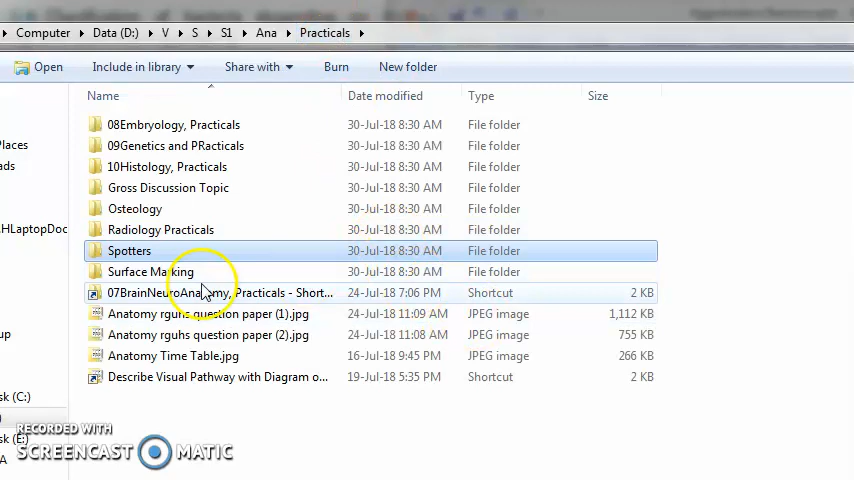 Computer ▸ Data (D:) ▸ V ▸ S ▸ S1 ▸ Ana ▸ Practicals ▸
Open Include in library Share with Burn New folder
Name Date modified Type Size
08Embryology, Practicals 30-Jul-18 8:30 AM File folder
09Genetics and PRacticals 30-Jul-18 8:30 AM File folder
10Histology, Practicals 30-Jul-18 8:30 AM File folder
Gross Discussion Topic 30-Jul-18 8:30 AM File folder
Osteology 30-Jul-18 8:30 AM File folder
Radiology Practicals 30-Jul-18 8:30 AM File folder
Spotters 30-Jul-18 8:30 AM File folder
Surface Marking 30-Jul-18 8:30 AM File folder
07BrainNeuroAnatomy, Practicals - Short... 24-Jul-18 7:06 PM Shortcut 2 KB
Anatomy rguhs question paper (1).jpg 24-Jul-18 11:09 AM JPEG image 1,112 KB
Anatomy rguhs question paper (2).jpg 24-Jul-18 11:08 AM JPEG image 755 KB
Anatomy Time Table.jpg 16-Jul-18 9:45 PM JPEG image 266 KB
Describe Visual Pathway with Diagram o... 19-Jul-18 5:35 PM Shortcut 2 KB
laces
ads
HLaptopDoc
up)
sk (C:)
sk (E:)
A
RECORDED WITH
SCREENCAST MATIC